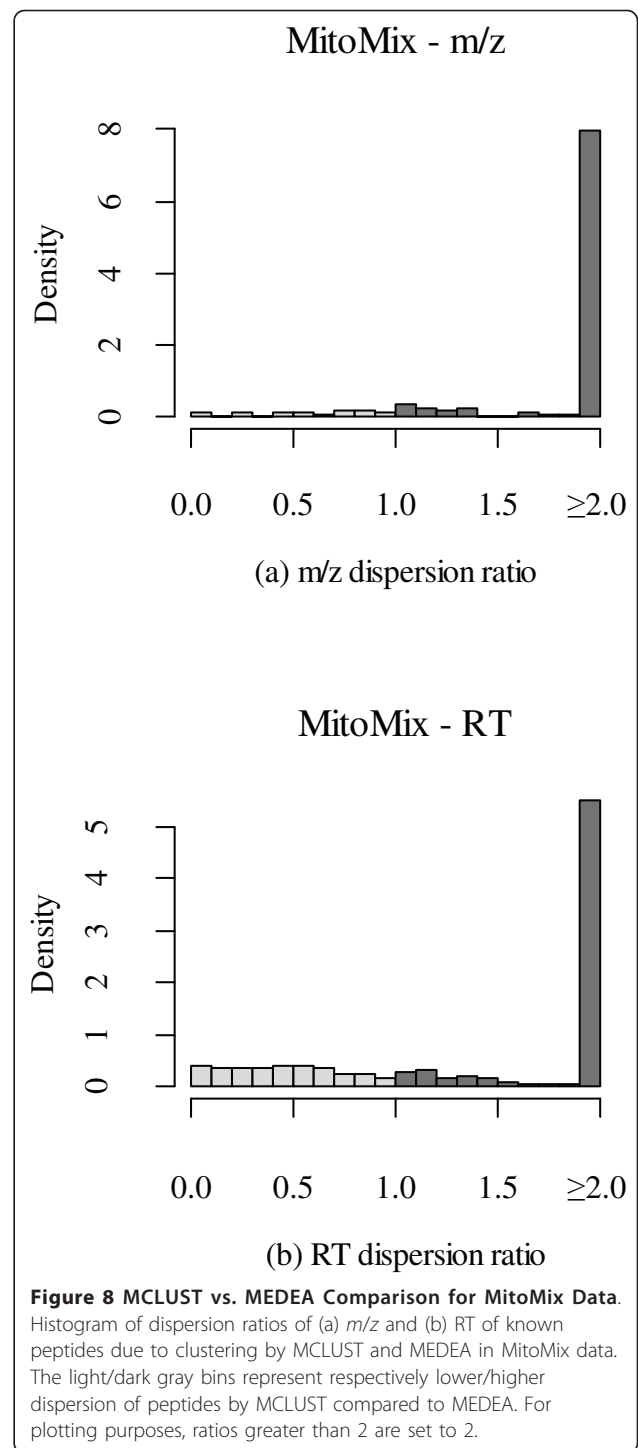 MitoMix - m/z
Density
8
6
4
2
0
0.0 0.5 1.0 1.5 ≥2.0
(a) m/z dispersion ratio
MitoMix - RT
Density
5
4
3
2
1
0
0.0 0.5 1.0 1.5 ≥2.0
(b) RT dispersion ratio
Figure 8 MCLUST vs. MEDEA Comparison for MitoMix Data.
Histogram of dispersion ratios of (a) m/z and (b) RT of known
peptides due to clustering by MCLUST and MEDEA in MitoMix data.
The light/dark gray bins represent respectively lower/higher
dispersion of peptides by MCLUST compared to MEDEA. For
plotting purposes, ratios greater than 2 are set to 2.